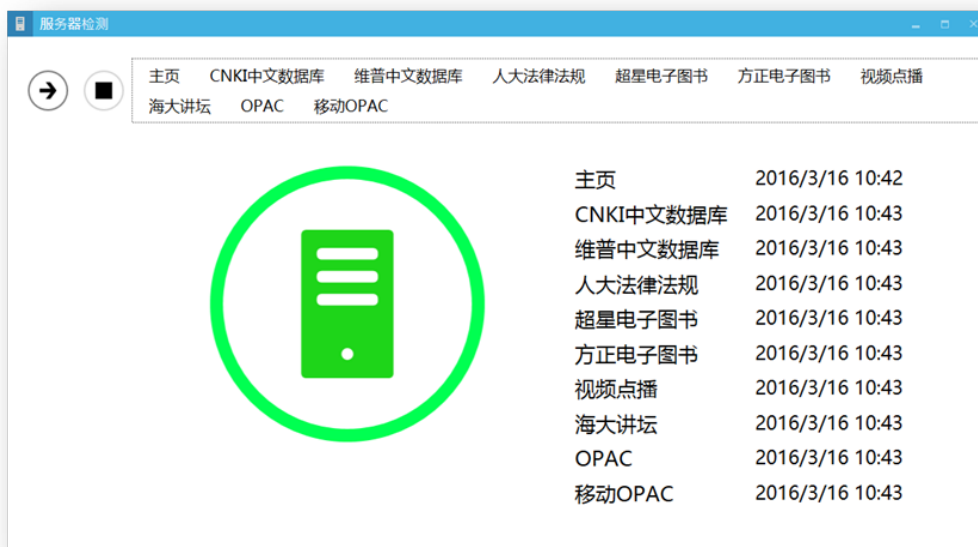 服务器检测
主页 CNKI中文数据库 维普中文数据库 人大法律法规 超星电子图书 方正电子图书 视频点播
海大讲坛 OPAC 移动OPAC
主页 2016/3/16 10:42
CNKI中文数据库 2016/3/16 10:43
维普中文数据库 2016/3/16 10:43
人大法律法规 2016/3/16 10:43
超星电子图书 2016/3/16 10:43
方正电子图书 2016/3/16 10:43
视频点播 2016/3/16 10:43
海大讲坛 2016/3/16 10:43
OPAC 2016/3/16 10:43
移动OPAC 2016/3/16 10:43